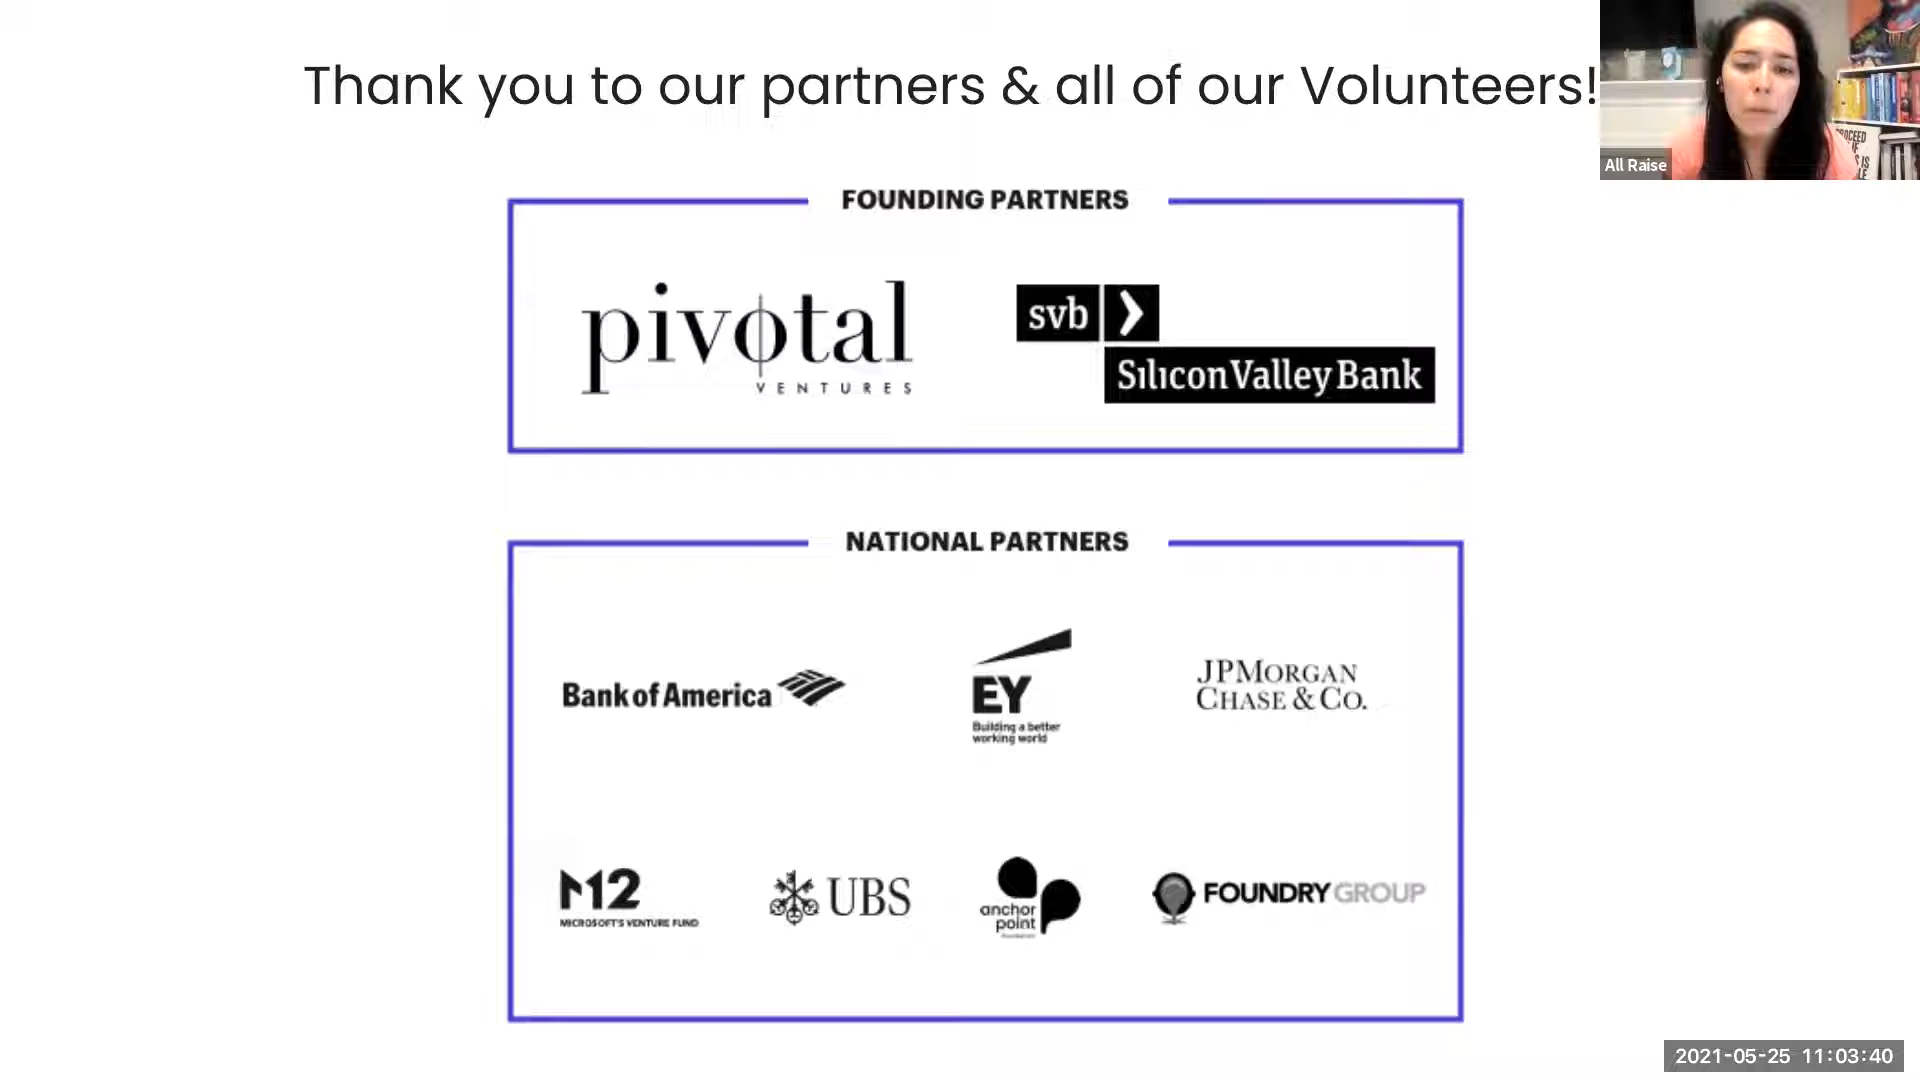 Thank you to our partners & all of our Volunteers!
All Raise
FOUNDING PARTNERS
pivotal
VENTURES
svb
Silicon Valley Bank
NATIONAL PARTNERS
Bank of America
EY
Building a better
working world
JPMORGAN
CHASE & CO.
M12
MICROSOFT'S VENTURE FUND
UBS
anchor
point
FOUNDRY GROUP
2021-05-25 11:03:40